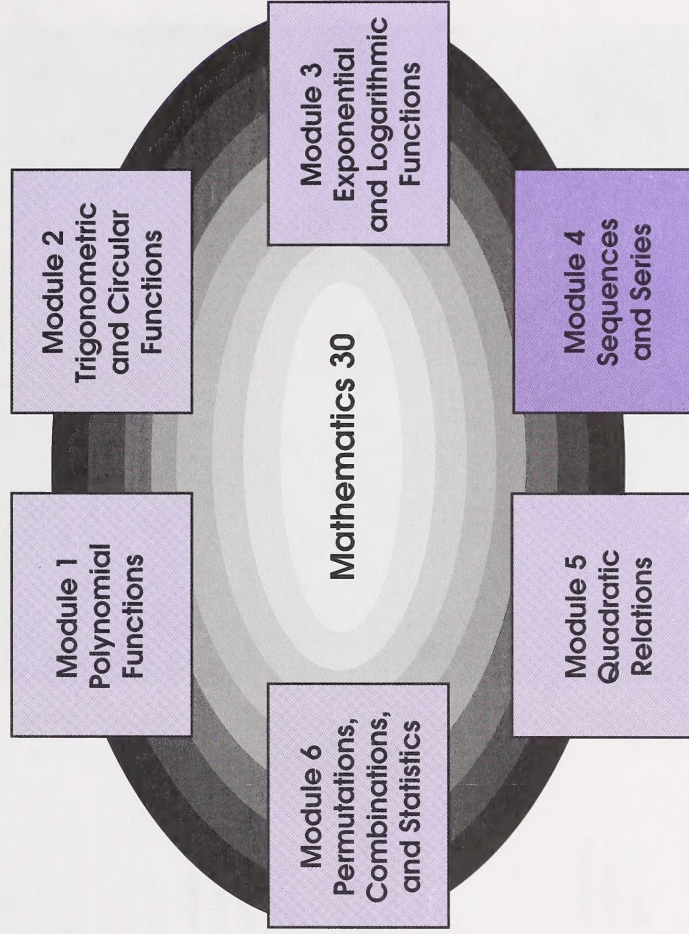 Module 1
Polynomial
Functions
Module 2
Trigonometric
and Circular
Functions
Module 6
Permutations,
Combinations,
and Statistics
Mathematics 30
Module 3
Exponential
and Logarithmic
Functions
Module 5
Quadratic
Relations
Module 4
Sequences
and Series